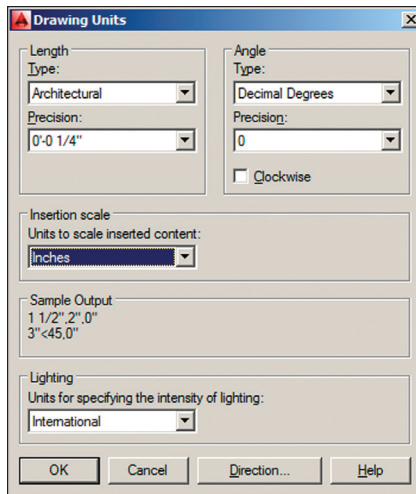 Drawing Units
Length
Type:
Architectural
Precision:
0'-0 1/4"
Angle
Type:
Decimal Degrees
Precision:
0
Clockwise
Insertion scale
Units to scale inserted content:
Inches
Sample Output
1 1/2",2",0"
3"<45,0"
Lighting
Units for specifying the intensity of lighting:
International
OK
Cancel
Direction...
Help